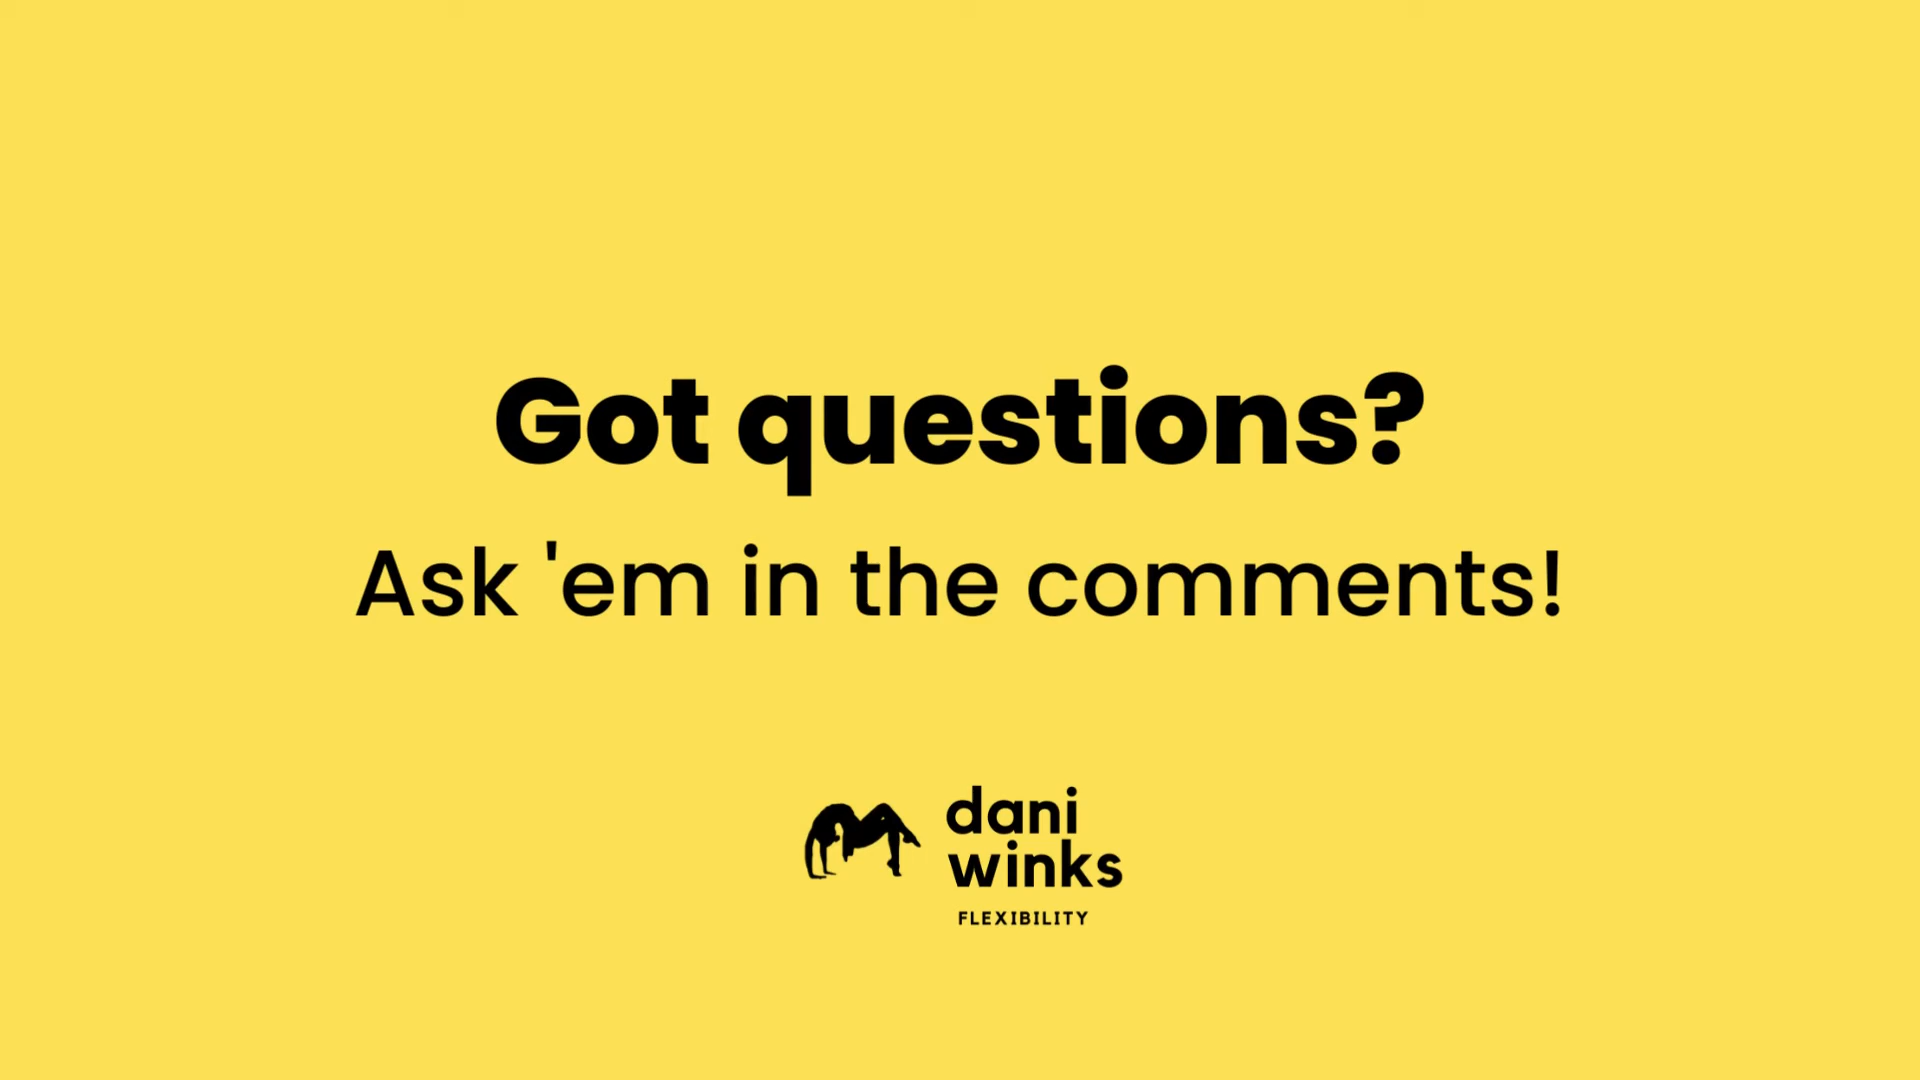 Got questions?
Ask 'em in the comments!
dani
winks
FLEXIBILITY